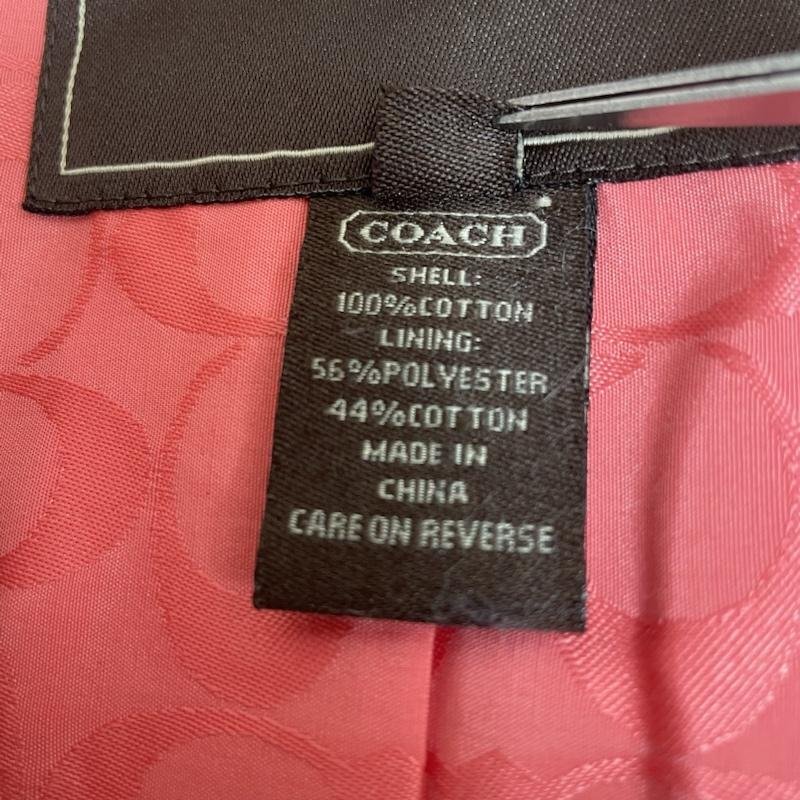 COACH
SHELL:
100%COTTON
LINING:
56%POLYESTER
44%COTTON
MADE IN
CHINA
CARE ON REVERSE